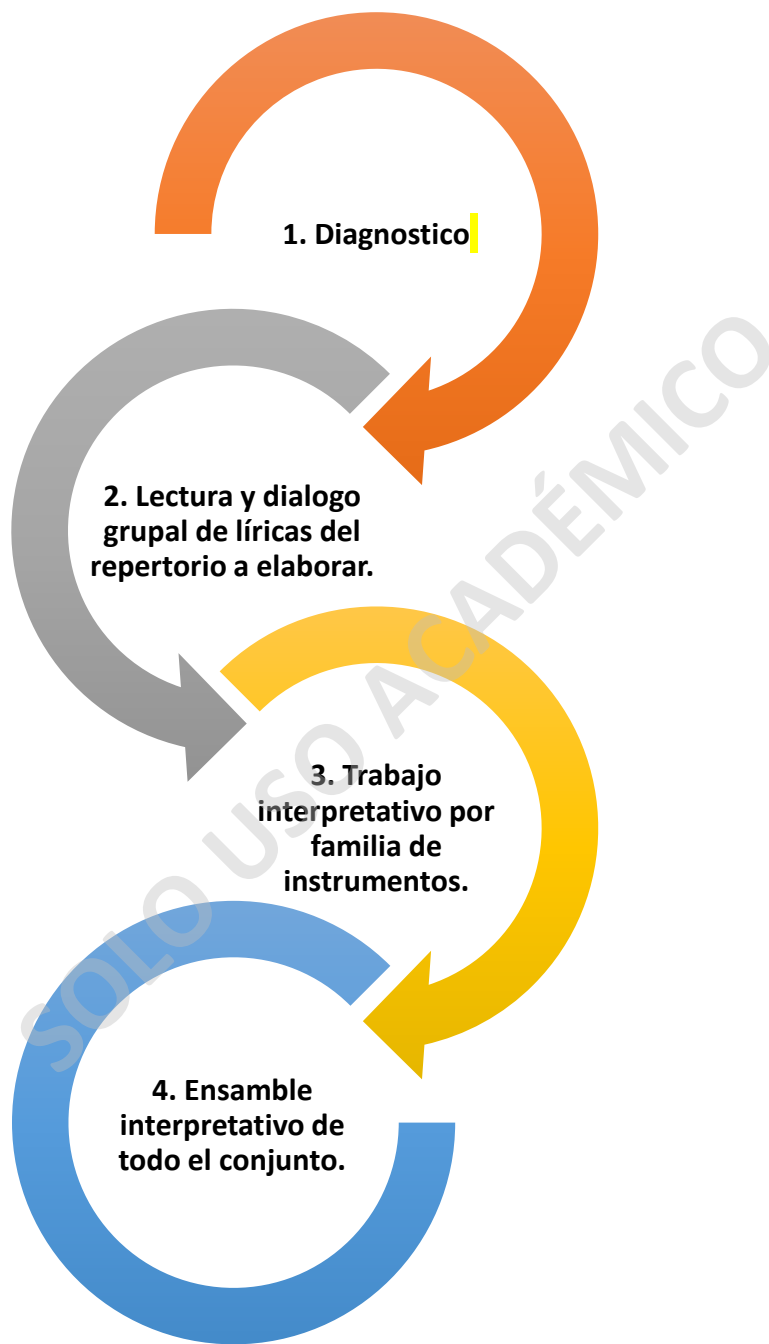 1. Diagnostico
2. Lectura y dialogo
grupal de líricas del
repertorio a elaborar.
3. Trabajo
interpretativo por
familia de
instrumentos.
4. Ensamble
interpretativo de
todo el conjunto.
SOLO USO ACADÉMICO